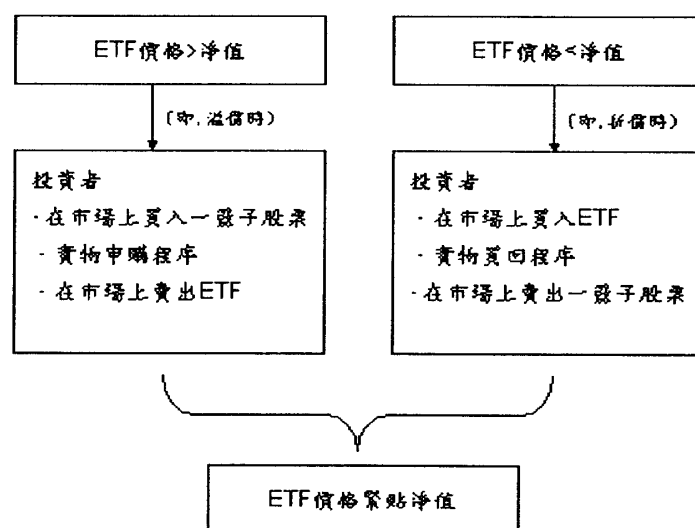 ETF價格>淨值
(即,溢價時)
投資者
·在市場上買入一籃子股票
·實物申購程序
·在市場上賣出ETF
ETF價格<淨值
(即,折價時)
投資者
·在市場上買入ETF
·實物買回程序
·在市場上賣出一籃子股票
ETF價格緊貼淨值